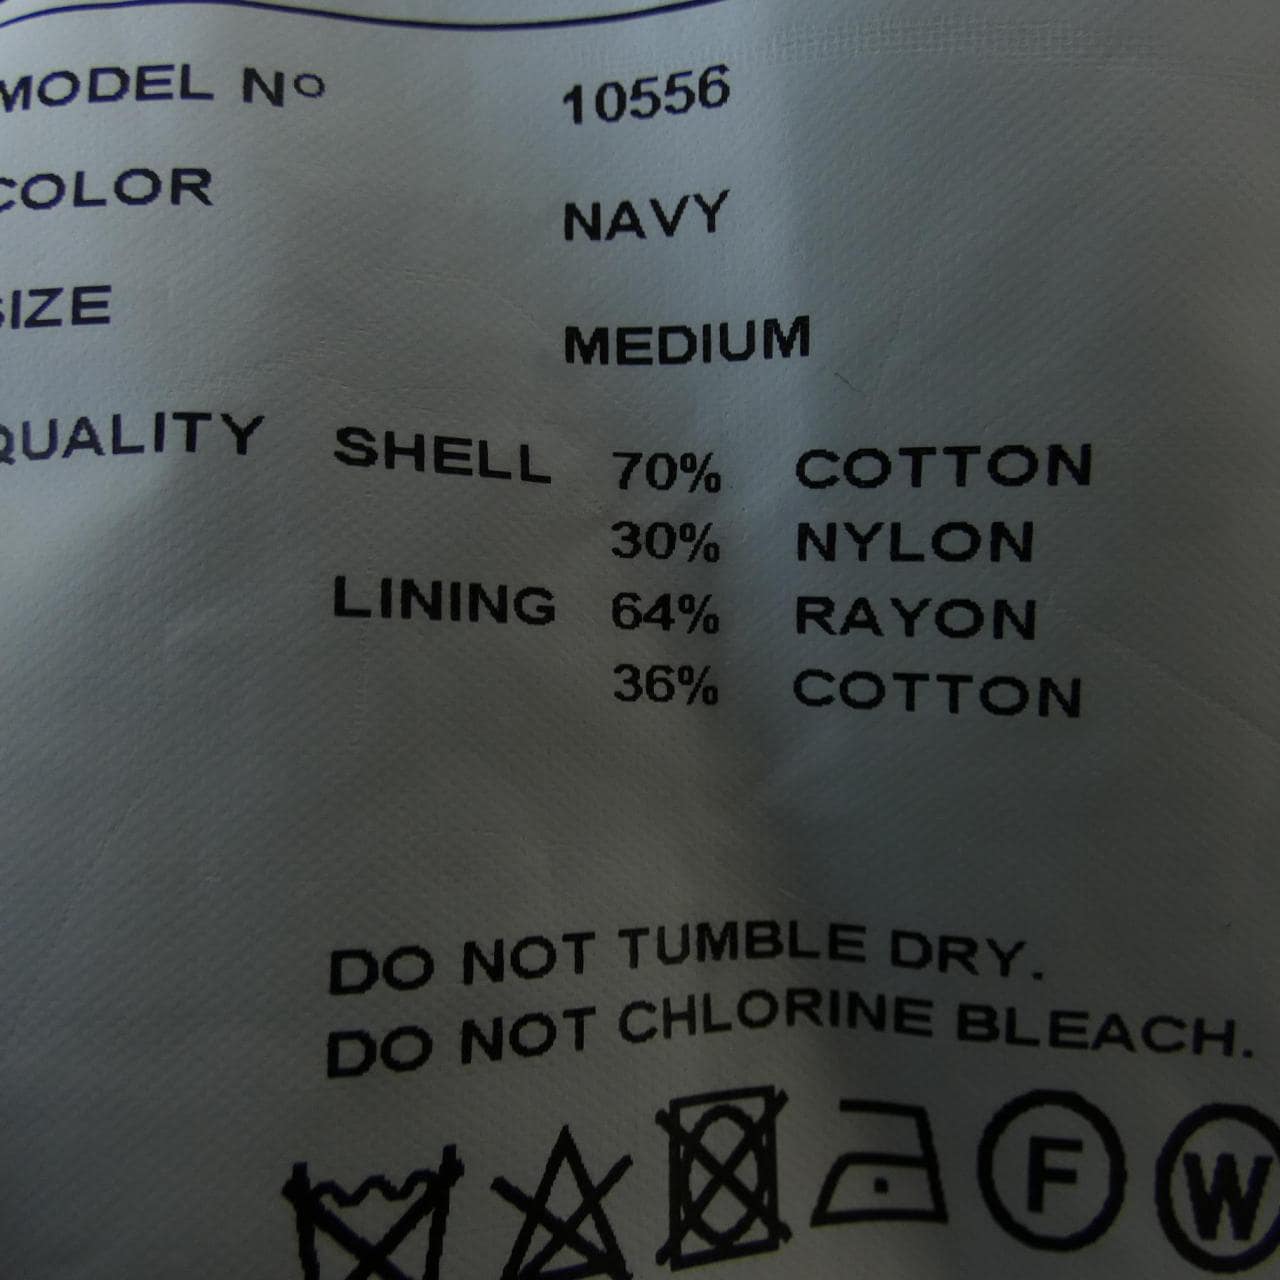 MODEL No 10556
COLOR NAVY
SIZE MEDIUM
QUALITY SHELL 70% COTTON
30% NYLON
LINING 64% RAYON
36% COTTON
DO NOT TUMBLE DRY.
DO NOT CHLORINE BLEACH.
F W